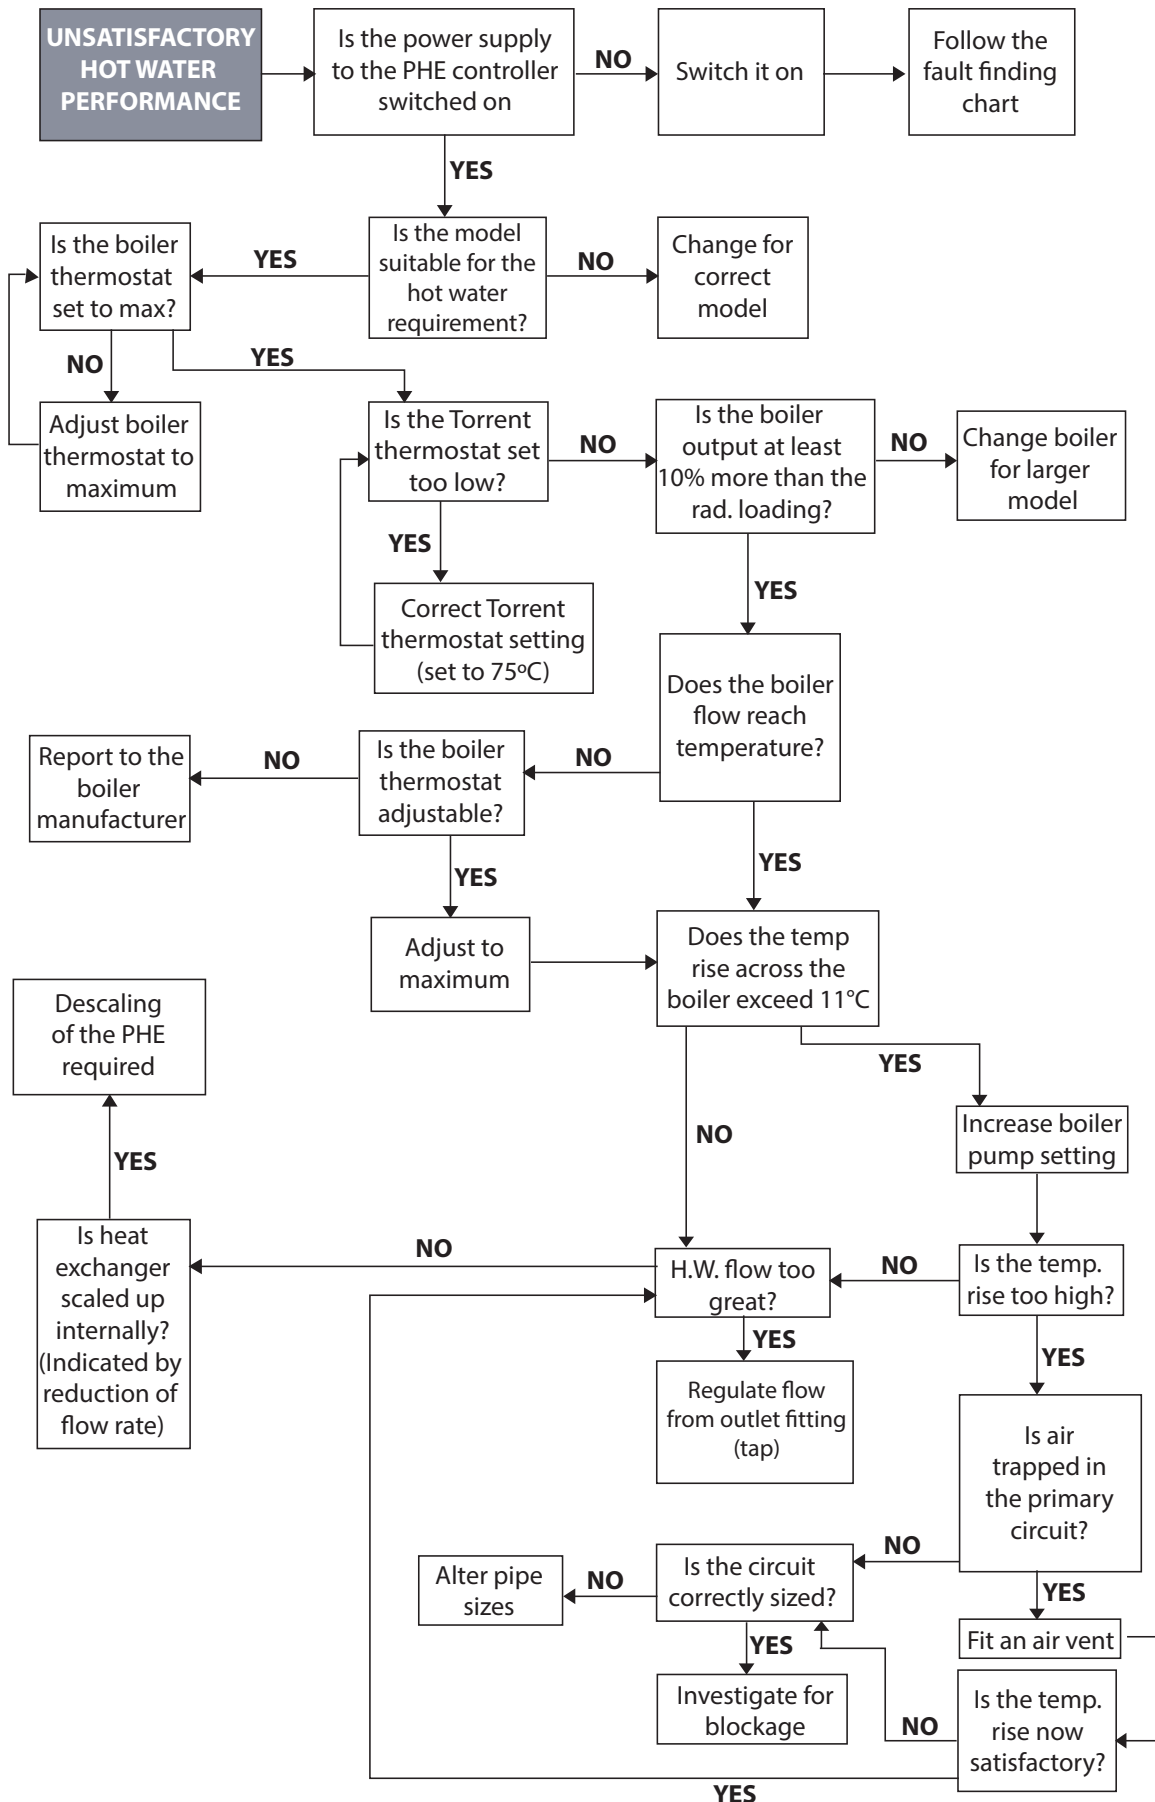 UNSATISFACTORY
HOT WATER
PERFORMANCE
Is the power supply
to the PHE controller
switched on
NO
Switch it on
Follow the
fault finding
chart
YES
Is the boiler
thermostat
set to max?
YES
Is the model
suitable for the
hot water
requirement?
NO
Change for
correct
model
NO
YES
Adjust boiler
thermostat to
maximum
Is the Torrent
thermostat set
too low?
NO
Is the boiler
output at least
10% more than the
rad. loading?
NO
Change boiler
for larger
model
YES
YES
Correct Torrent
thermostat setting
(set to 75ºC)
Does the boiler
flow reach
temperature?
Report to the
boiler
manufacturer
NO
Is the boiler
thermostat
adjustable?
NO
YES
YES
Adjust to
maximum
Does the temp
rise across the
boiler exceed 11°C
Descaling
of the PHE
required
YES
NO
Increase boiler
pump setting
YES
Is heat
exchanger
scaled up
internally?
(Indicated by
reduction of
flow rate)
NO
H.W. flow too
great?
NO
Is the temp.
rise too high?
YES
YES
Regulate flow
from outlet fitting
(tap)
Is air
trapped in
the primary
circuit?
Alter pipe
sizes
NO
Is the circuit
correctly sized?
NO
YES
YES
Fit an air vent
Investigate for
blockage
NO
Is the temp.
rise now
satisfactory?
YES